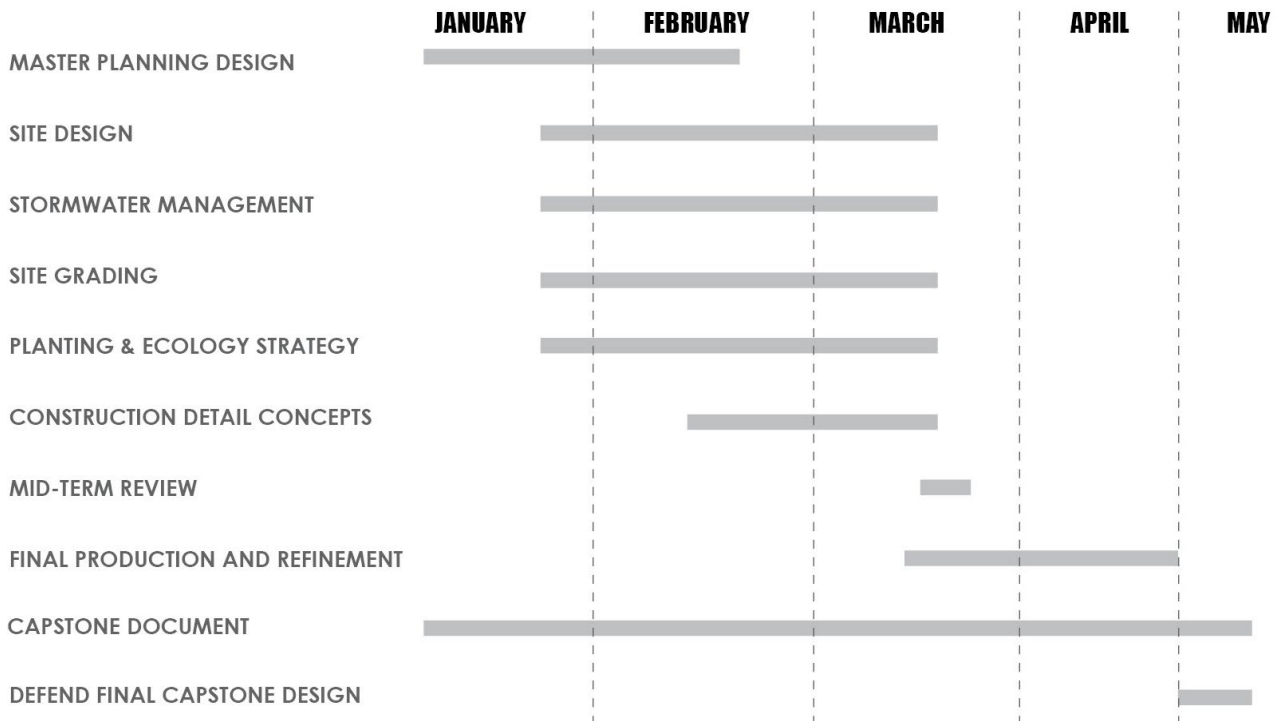 JANUARY FEBRUARY MARCH APRIL MAY
MASTER PLANNING DESIGN
SITE DESIGN
STORMWATER MANAGEMENT
SITE GRADING
PLANTING & ECOLOGY STRATEGY
CONSTRUCTION DETAIL CONCEPTS
MID-TERM REVIEW
FINAL PRODUCTION AND REFINEMENT
CAPSTONE DOCUMENT
DEFEND FINAL CAPSTONE DESIGN